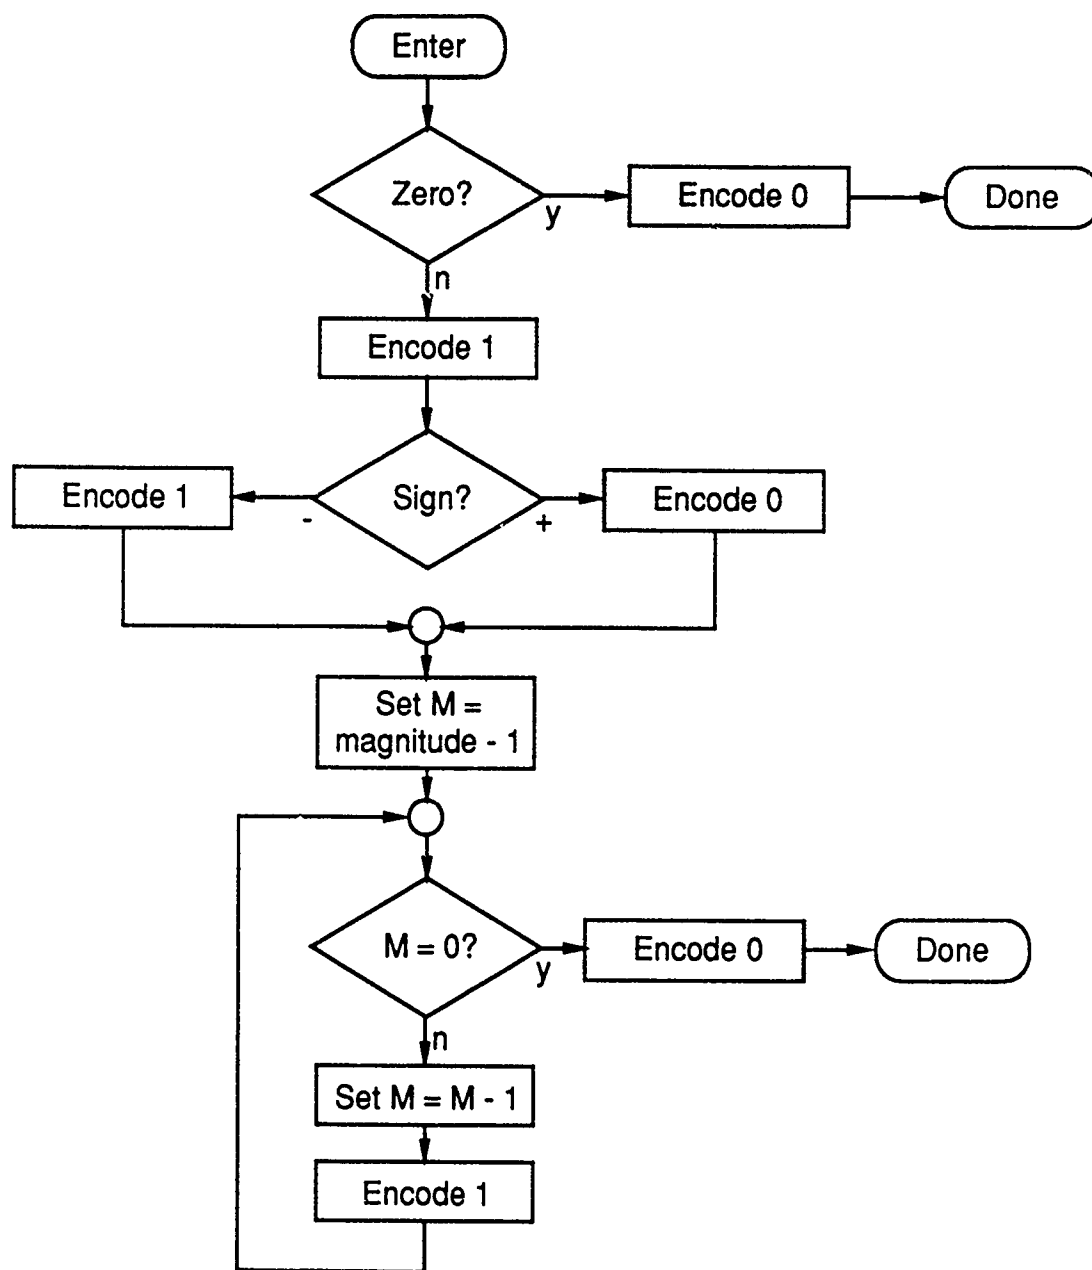 Enter
Zero?
y
Encode 0
Done
n
Encode 1
Encode 1
-
Sign?
+
Encode 0
Set M =
magnitude - 1
M = 0?
y
Encode 0
Done
n
Set M = M - 1
Encode 1